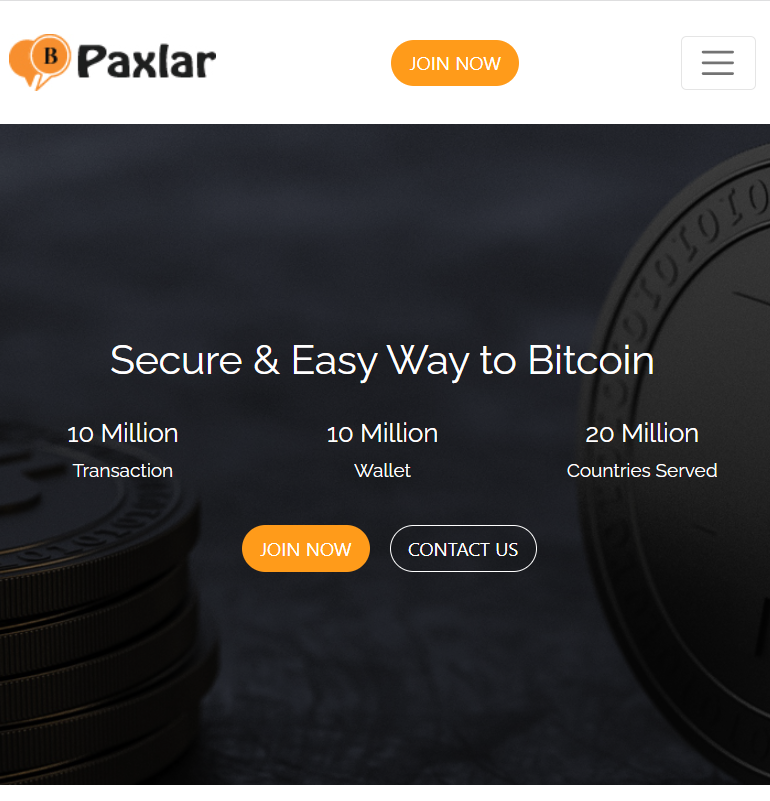 B Paxlar
JOIN NOW
Secure & Easy Way to Bitcoin
10 Million
Transaction
10 Million
Wallet
20 Million
Countries Served
JOIN NOW
CONTACT US